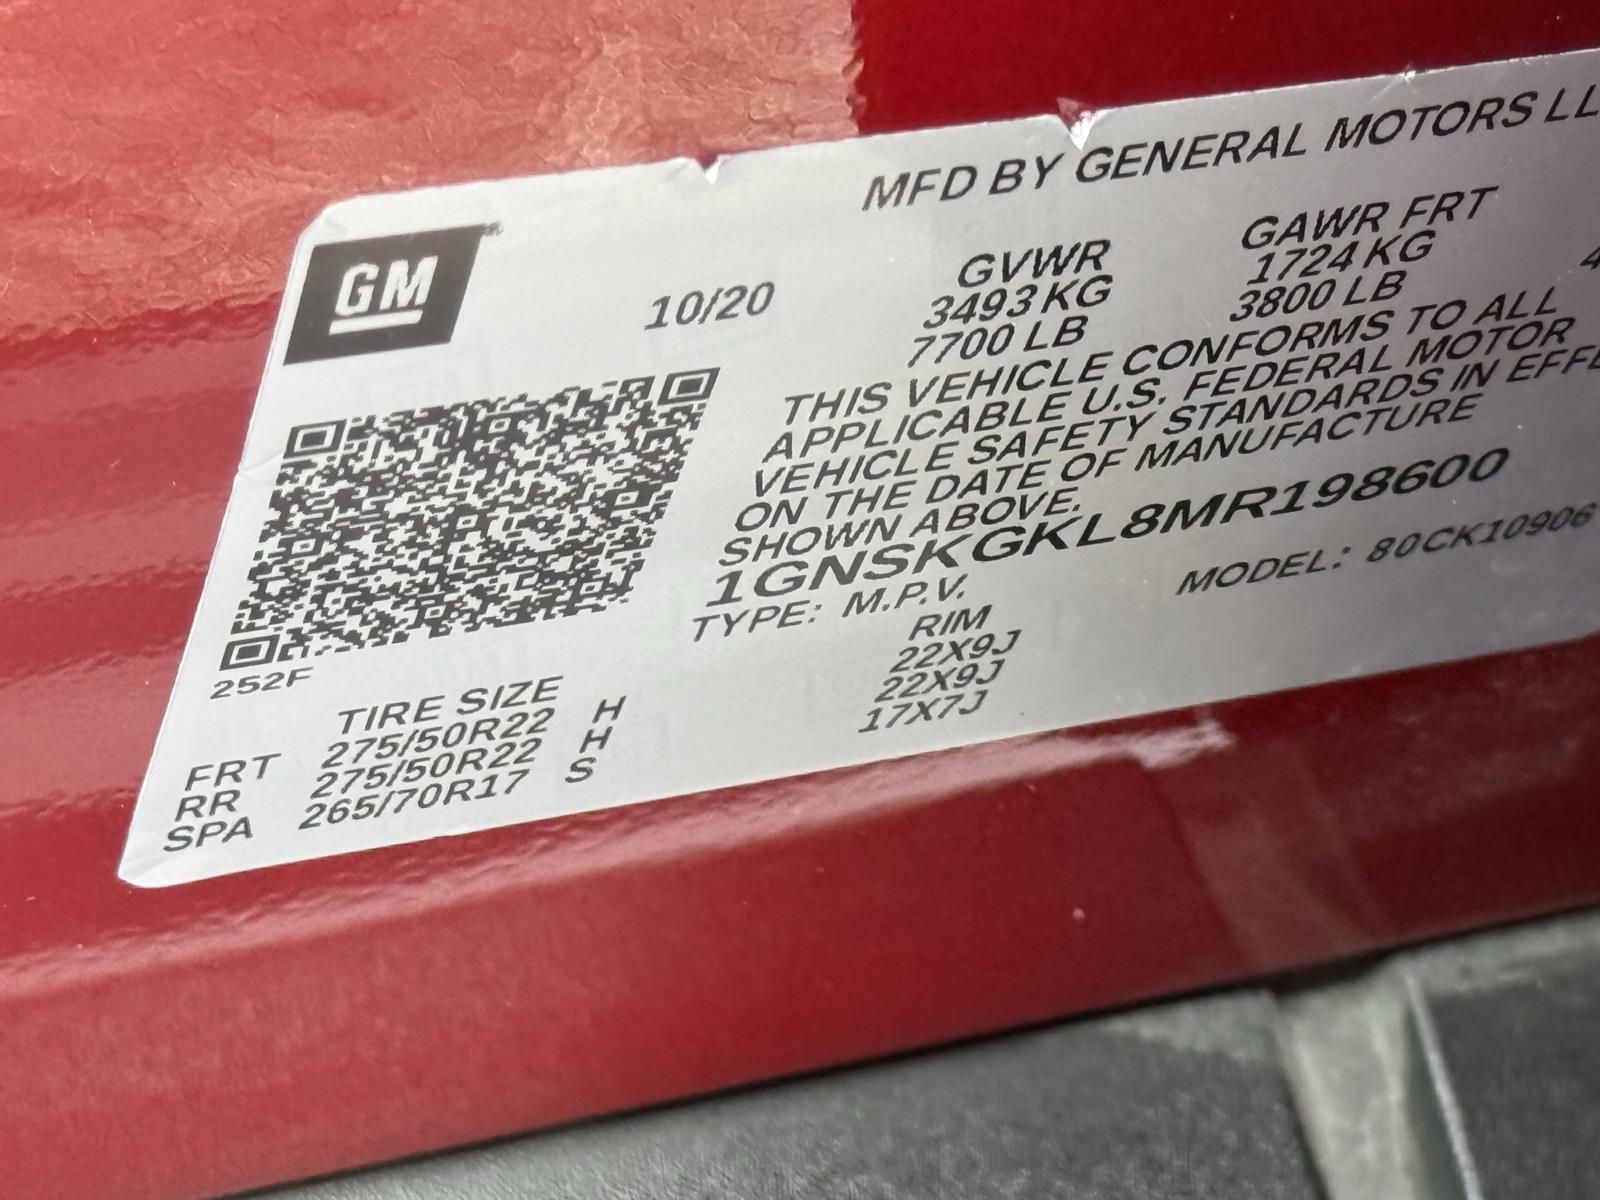 MFD BY GENERAL MOTORS LL
GM
10/20
GVWR
3493 KG
7700 LB
GAWR FRT
1724 KG
3800 LB
4
THIS VEHICLE CONFORMS TO ALL
APPLICABLE U.S. FEDERAL MOTOR
VEHICLE SAFETY STANDARDS IN EFFE
ON THE DATE OF MANUFACTURE
SHOWN ABOVE.
1GNSKGKL8MR198600
TYPE: M.P.V.
MODEL: 80CK10906
252F
TIRE SIZE RIM
FRT 275/50R22 H 22X9J
RR 275/50R22 H 22X9J
SPA 265/70R17 S 17X7J